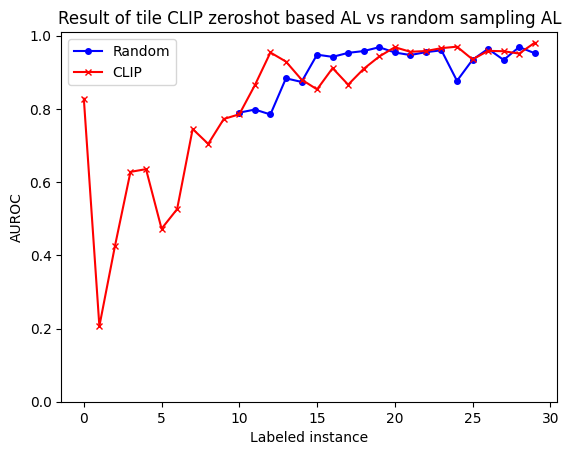 Result of tile CLIP zeroshot based AL vs random sampling AL
Random
CLIP
1.0
0.8
0.6
0.4
0.2
0.0
AUROC
0 5 10 15 20 25 30
Labeled instance